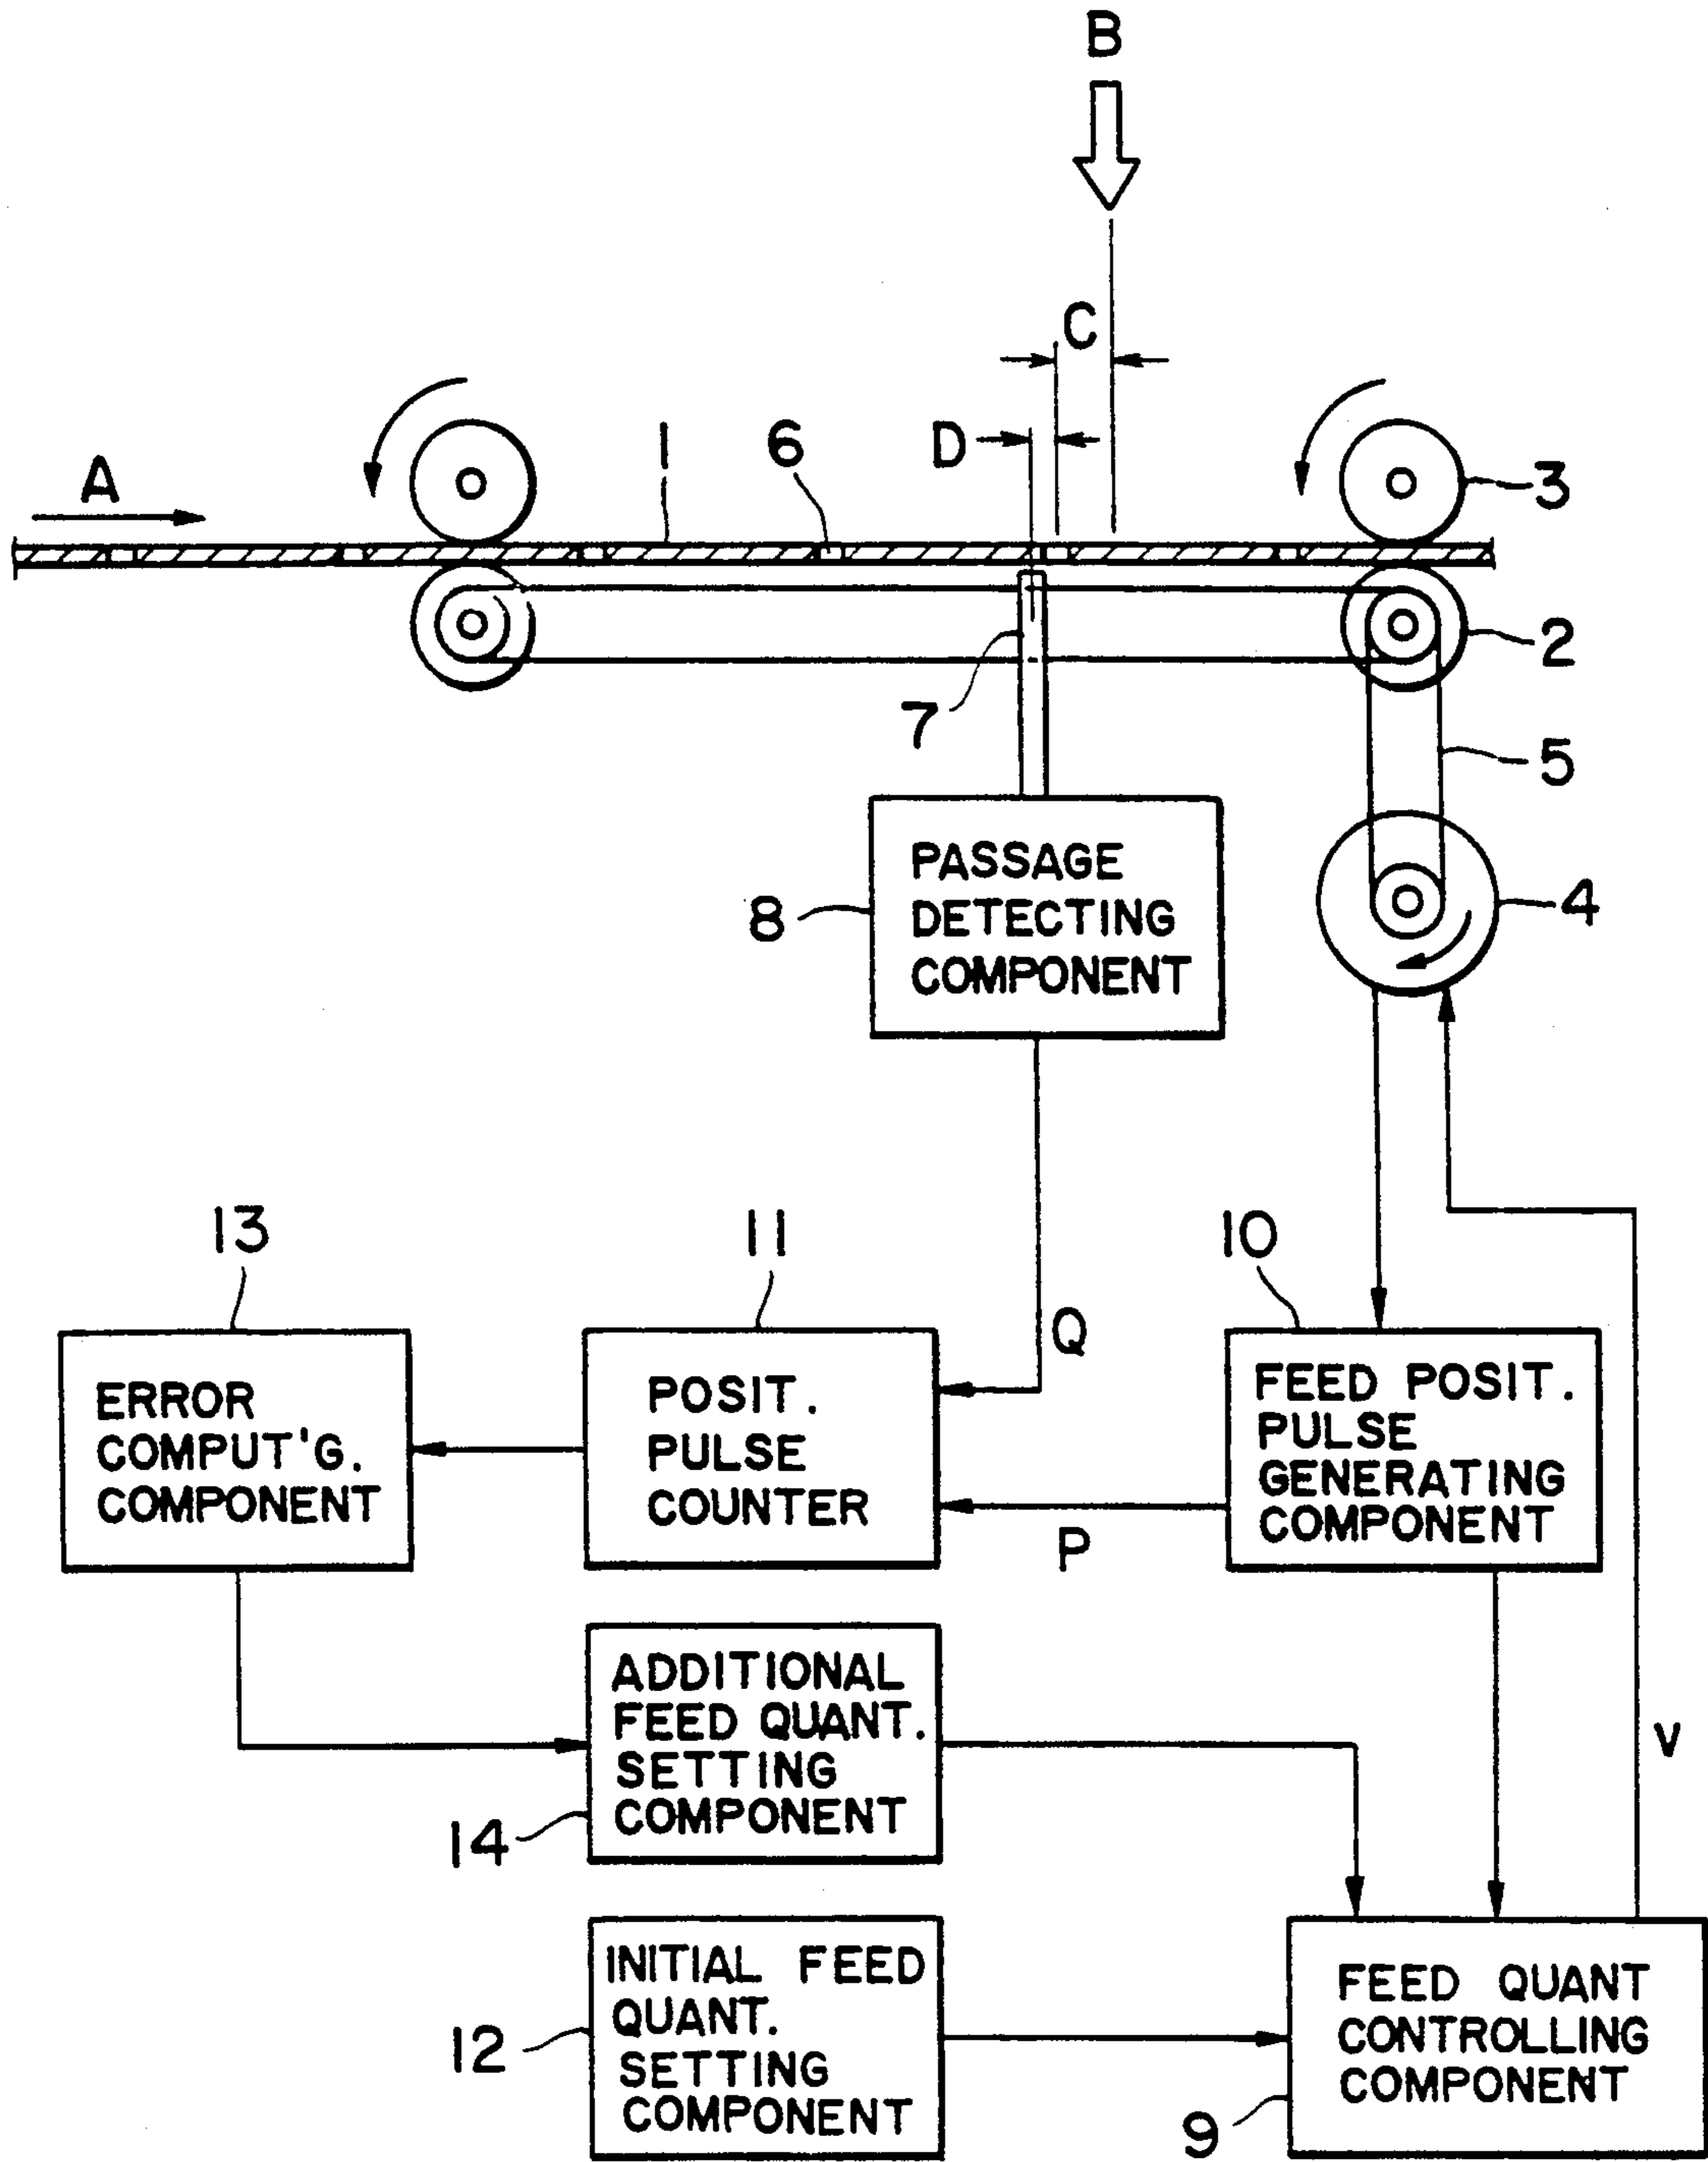 B
C
D
A
1
6
3
2
7
5
4
8
PASSAGE
DETECTING
COMPONENT
13
11
10
Q
ERROR
COMPUT'G.
COMPONENT
POSIT.
PULSE
COUNTER
FEED POSIT.
PULSE
GENERATING
COMPONENT
P
ADDITIONAL
FEED QUANT.
SETTING
COMPONENT
14
V
INITIAL FEED
QUANT.
SETTING
COMPONENT
12
FEED QUANT
CONTROLLING
COMPONENT
9